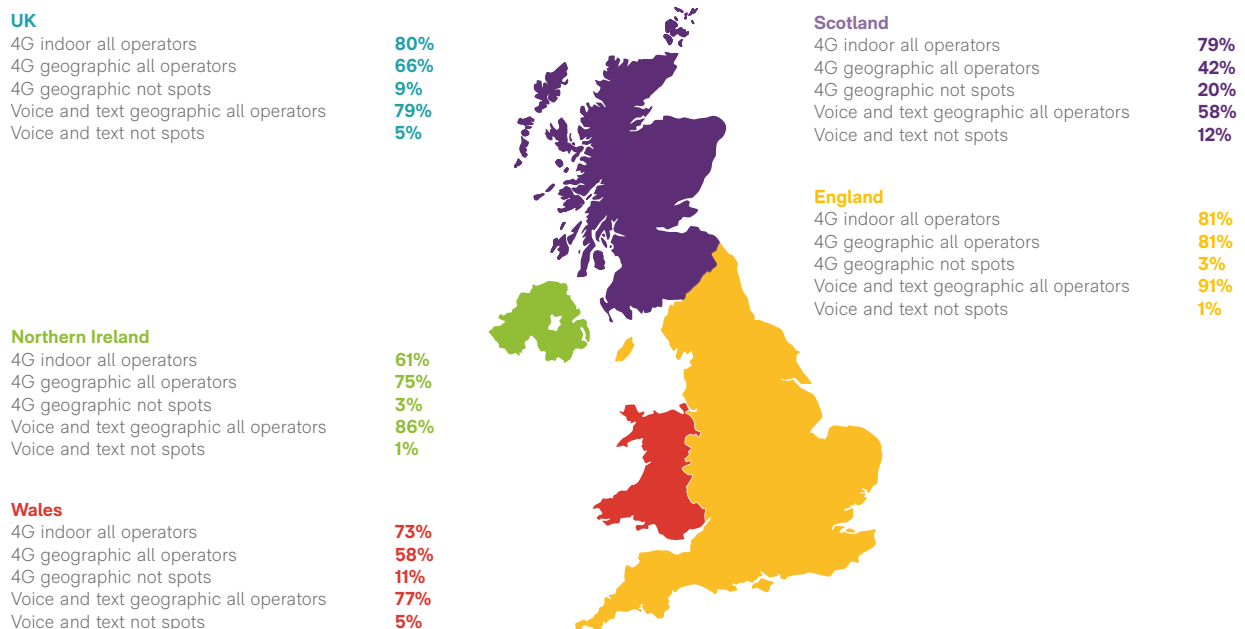 UK
4G indoor all operators 80%
4G geographic all operators 66%
4G geographic not spots 9%
Voice and text geographic all operators 79%
Voice and text not spots 5%
Northern Ireland
4G indoor all operators 61%
4G geographic all operators 75%
4G geographic not spots 3%
Voice and text geographic all operators 86%
Voice and text not spots 1%
Wales
4G indoor all operators 73%
4G geographic all operators 58%
4G geographic not spots 11%
Voice and text geographic all operators 77%
Voice and text not spots 5%
Scotland
4G indoor all operators 79%
4G geographic all operators 42%
4G geographic not spots 20%
Voice and text geographic all operators 58%
Voice and text not spots 12%
England
4G indoor all operators 81%
4G geographic all operators 81%
4G geographic not spots 3%
Voice and text geographic all operators 91%
Voice and text not spots 1%